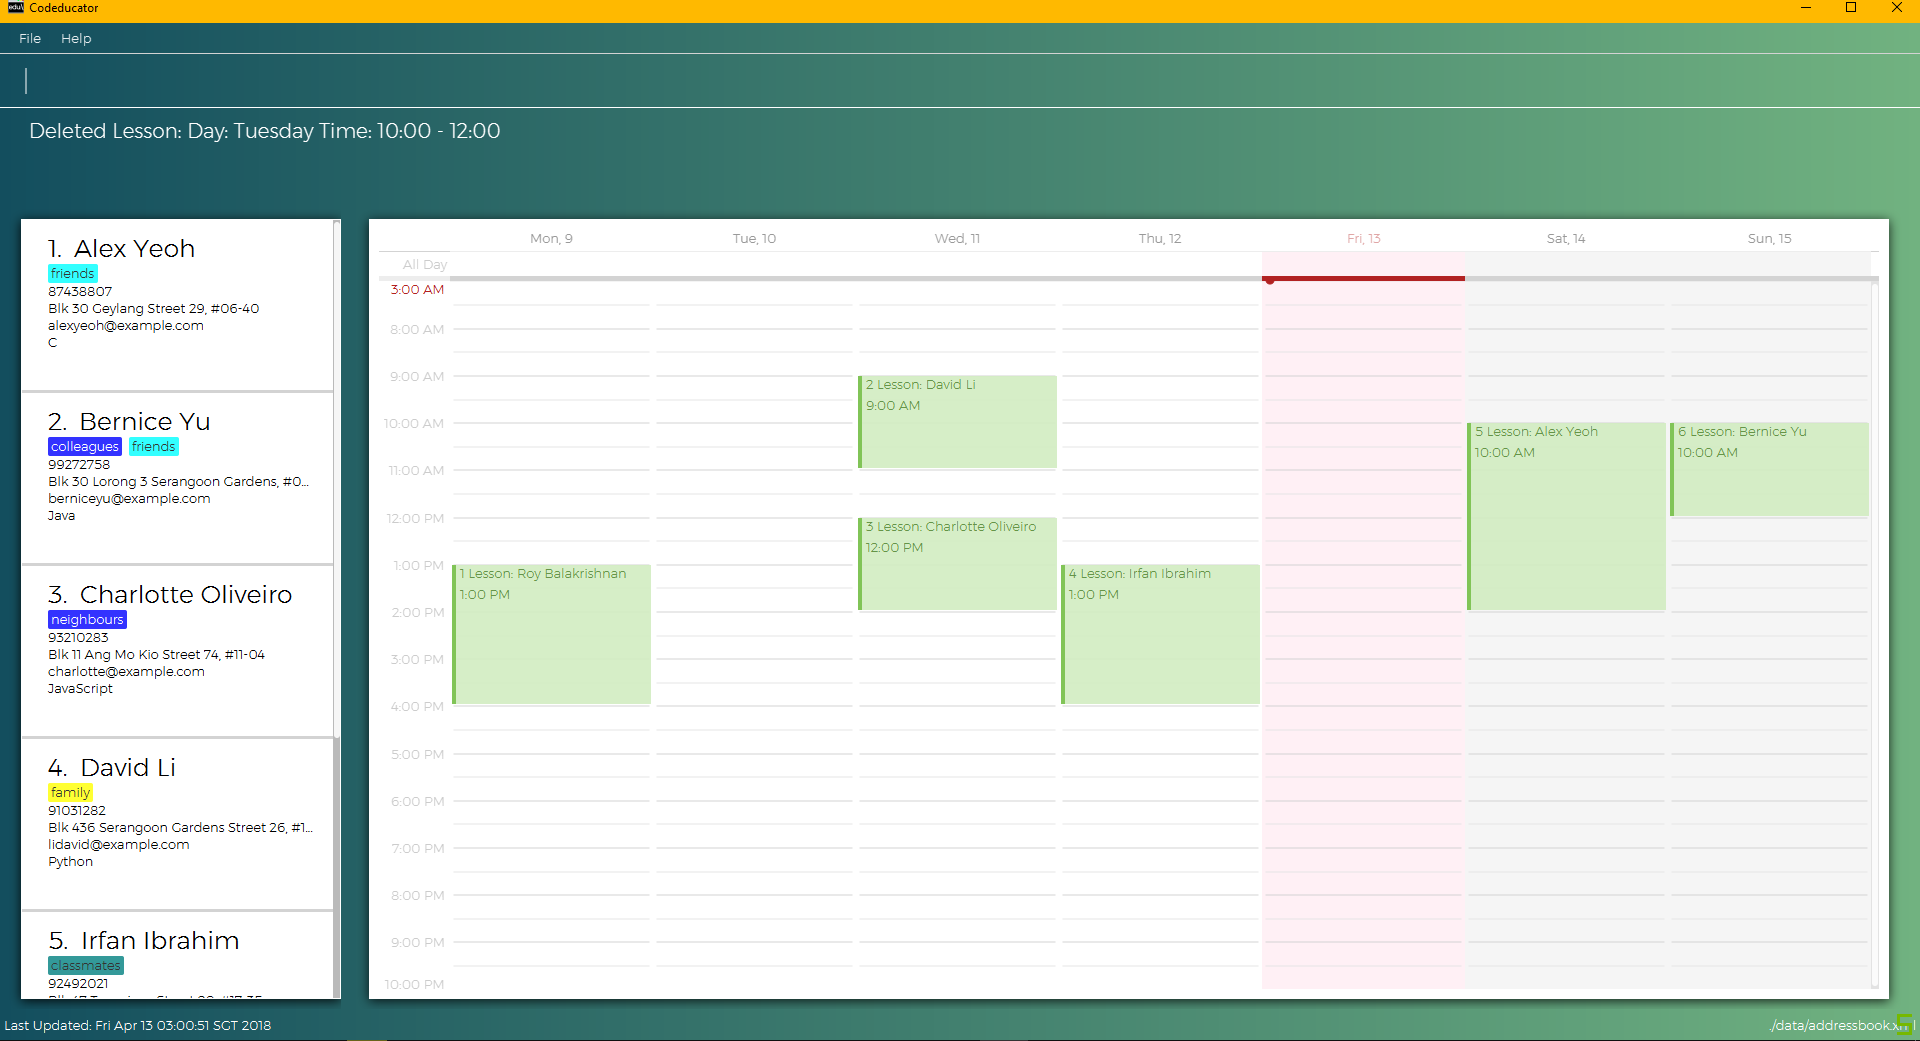 edu\
Codeducator
File Help
Deleted Lesson: Day: Tuesday Time: 10:00 - 12:00
1. Alex Yeoh
friends
87438807
Blk 30 Geylang Street 29, #06-40
alexyeoh@example.com
C
2. Bernice Yu
colleagues friends
99272758
Blk 30 Lorong 3 Serangoon Gardens, #0...
berniceyu@example.com
Java
3. Charlotte Oliveiro
neighbours
93210283
Blk 11 Ang Mo Kio Street 74, #11-04
charlotte@example.com
JavaScript
4. David Li
family
91031282
Blk 436 Serangoon Gardens Street 26, #1...
lidavid@example.com
Python
5. Irfan Ibrahim
classmates
92492021
Mon, 9 Tue, 10 Wed, 11 Thu, 12 Fri, 13 Sat, 14 Sun, 15
All Day
3:00 AM
8:00 AM
9:00 AM
2 Lesson: David Li
9:00 AM
10:00 AM
5 Lesson: Alex Yeoh
10:00 AM
6 Lesson: Bernice Yu
10:00 AM
11:00 AM
12:00 PM
3 Lesson: Charlotte Oliveiro
12:00 PM
1:00 PM
1 Lesson: Roy Balakrishnan
1:00 PM
4 Lesson: Irfan Ibrahim
1:00 PM
2:00 PM
3:00 PM
4:00 PM
5:00 PM
6:00 PM
7:00 PM
8:00 PM
9:00 PM
10:00 PM
Last Updated: Fri Apr 13 03:00:51 SGT 2018